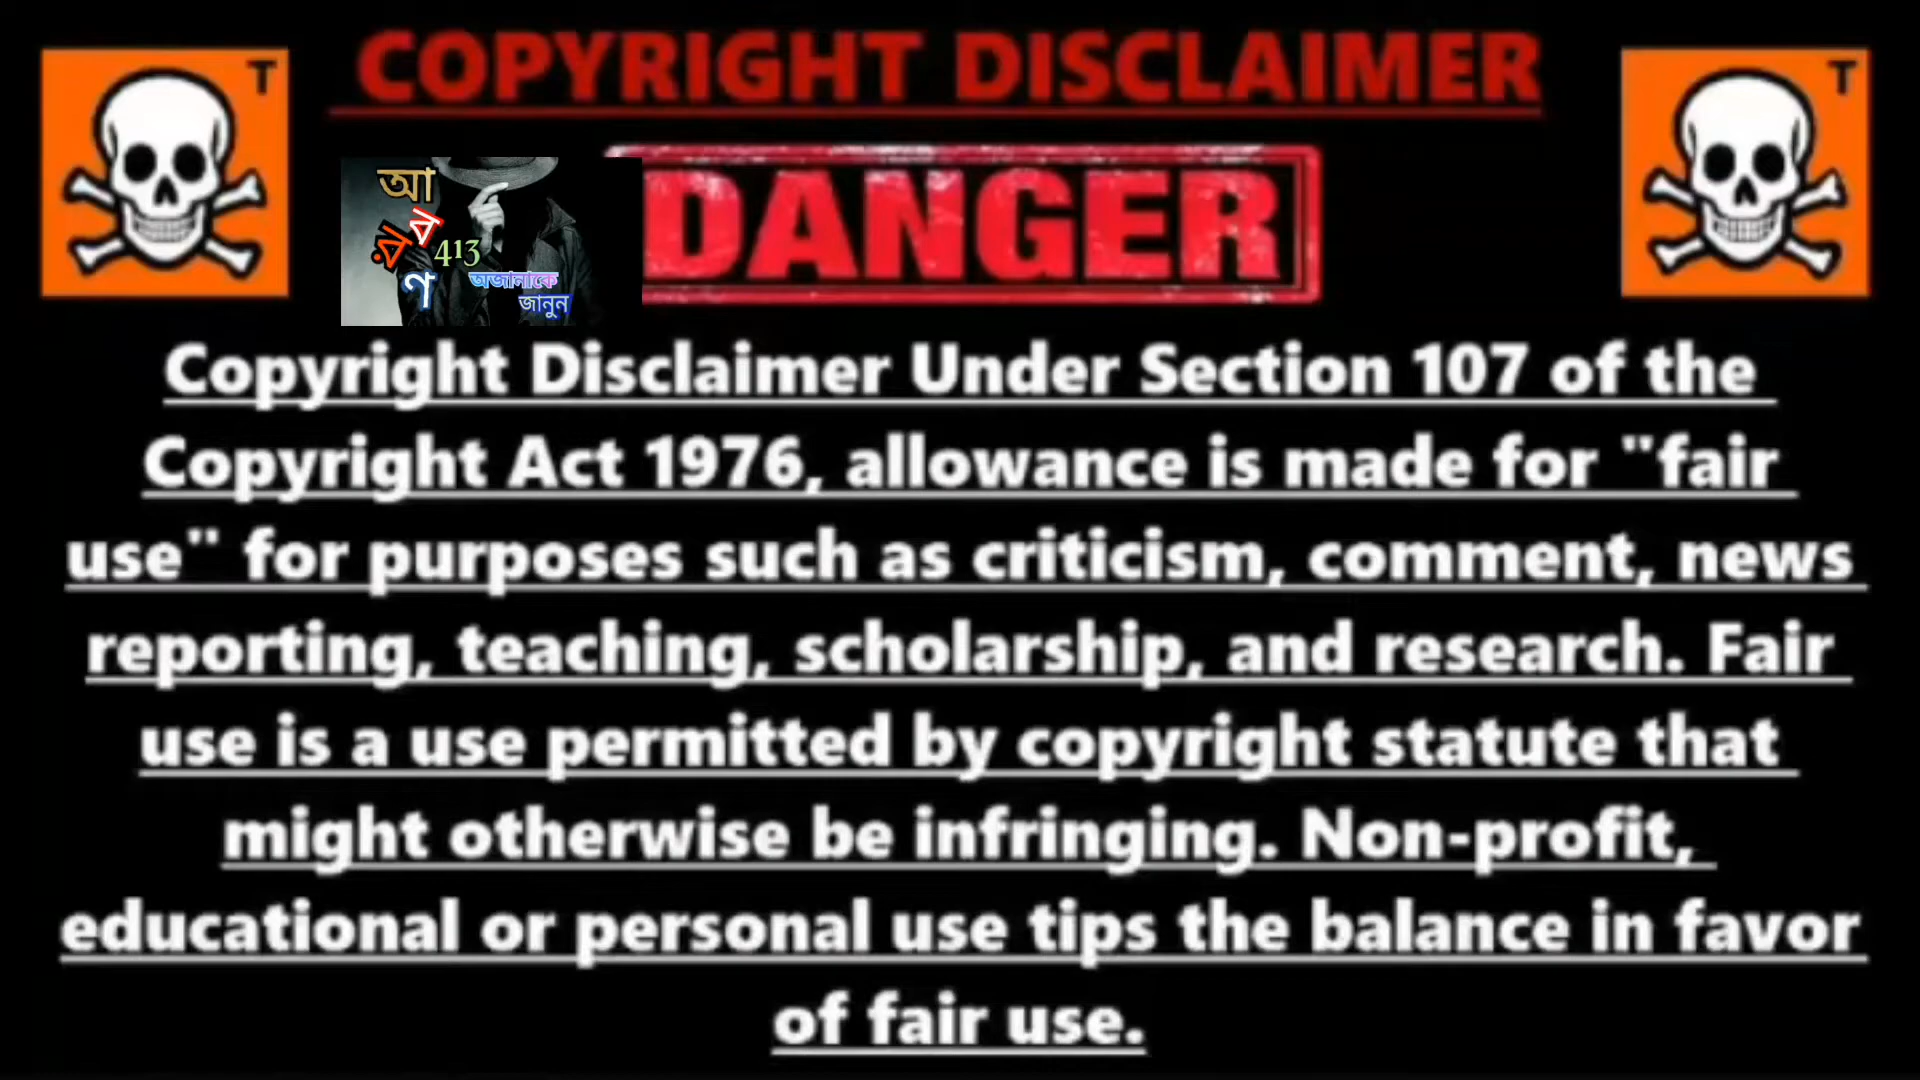 COPYRIGHT DISCLAIMER
T
T
DANGER
আ
ব
র
ণ
413
অজানাকে
জানুন
Copyright Disclaimer Under Section 107 of the
Copyright Act 1976, allowance is made for "fair
use" for purposes such as criticism, comment, news
reporting, teaching, scholarship, and research. Fair
use is a use permitted by copyright statute that
might otherwise be infringing. Non-profit,
educational or personal use tips the balance in favor
of fair use.